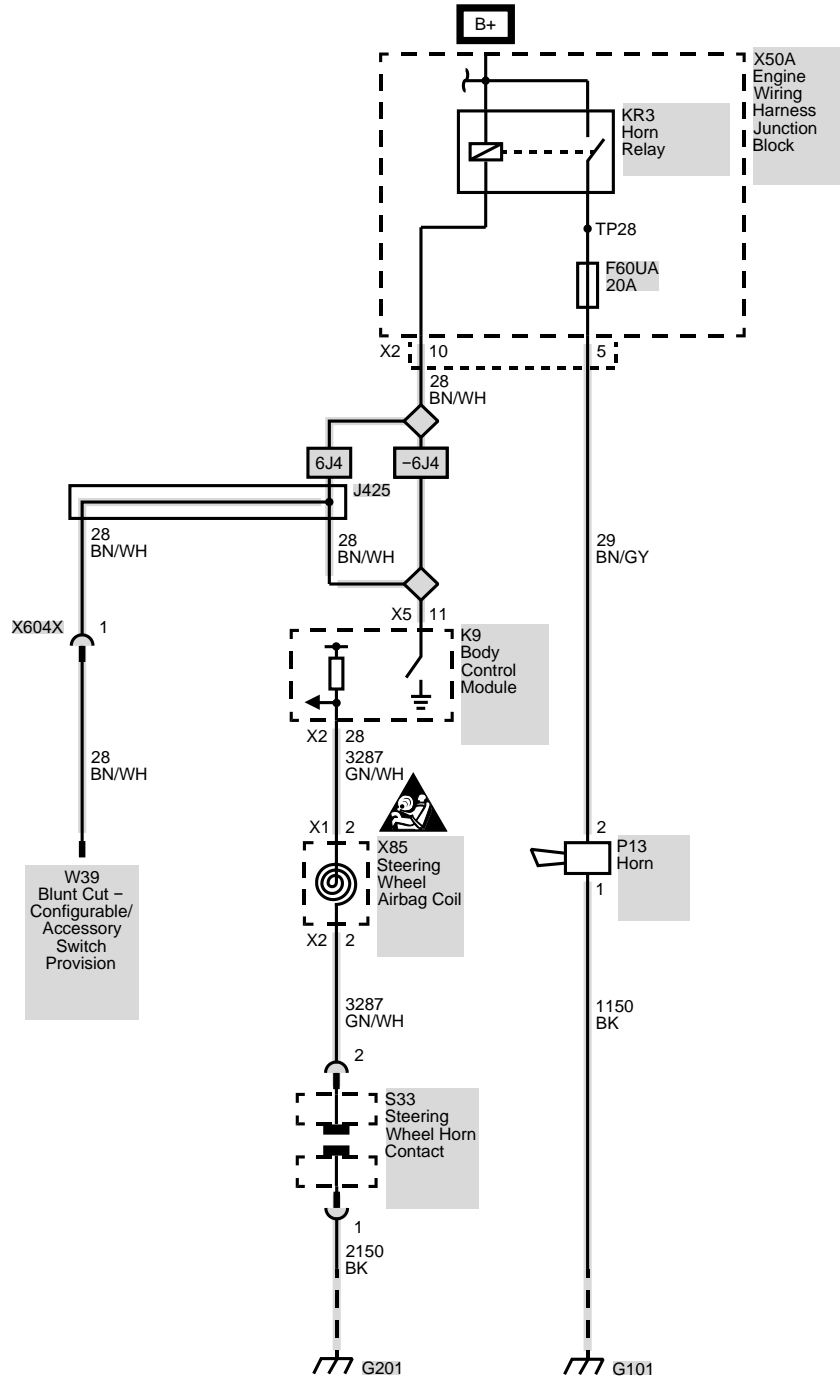 B+
X50A
Engine
Wiring
Harness
Junction
Block
KR3
Horn
Relay
TP28
F60UA
20A
X2
10
5
28
BN/WH
6J4
−6J4
J425
28
BN/WH
28
BN/WH
29
BN/GY
X604X
1
X5
11
K9
Body
Control
Module
X2
28
28
BN/WH
3287
GN/WH
X1
2
X85
Steering
Wheel
Airbag Coil
2
P13
Horn
1
W39
Blunt Cut −
Configurable/
Accessory
Switch
Provision
X2
2
3287
GN/WH
1150
BK
2
S33
Steering
Wheel Horn
Contact
1
2150
BK
G201
G101